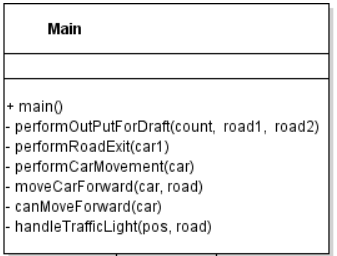 Main
+ main()
- performOutPutForDraft(count, road1, road2)
- performRoadExit(car1)
- performCarMovement(car)
- moveCarForward(car, road)
- canMoveForward(car)
- handleTrafficLight(pos, road)